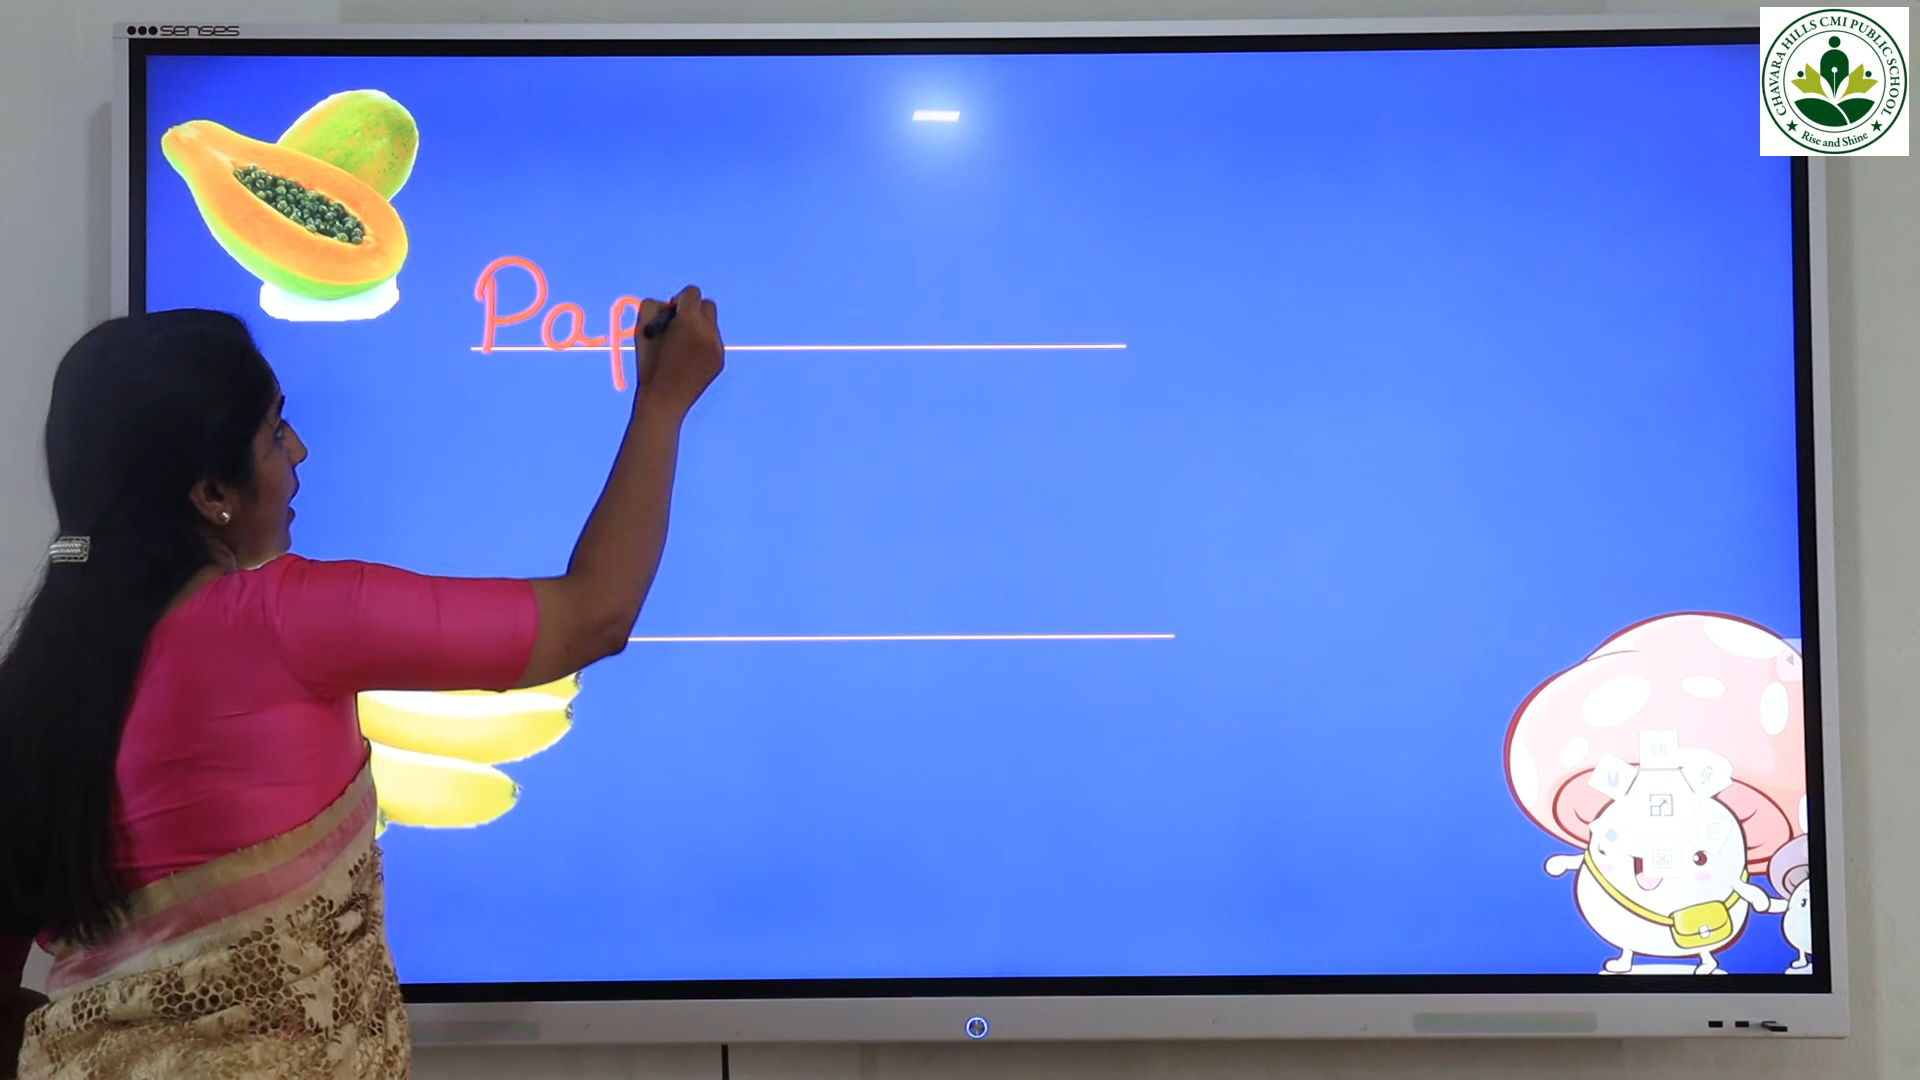 senses
CHAVARA HILLS CMI PUBLIC SCHOOL
Rise and Shine
Pap